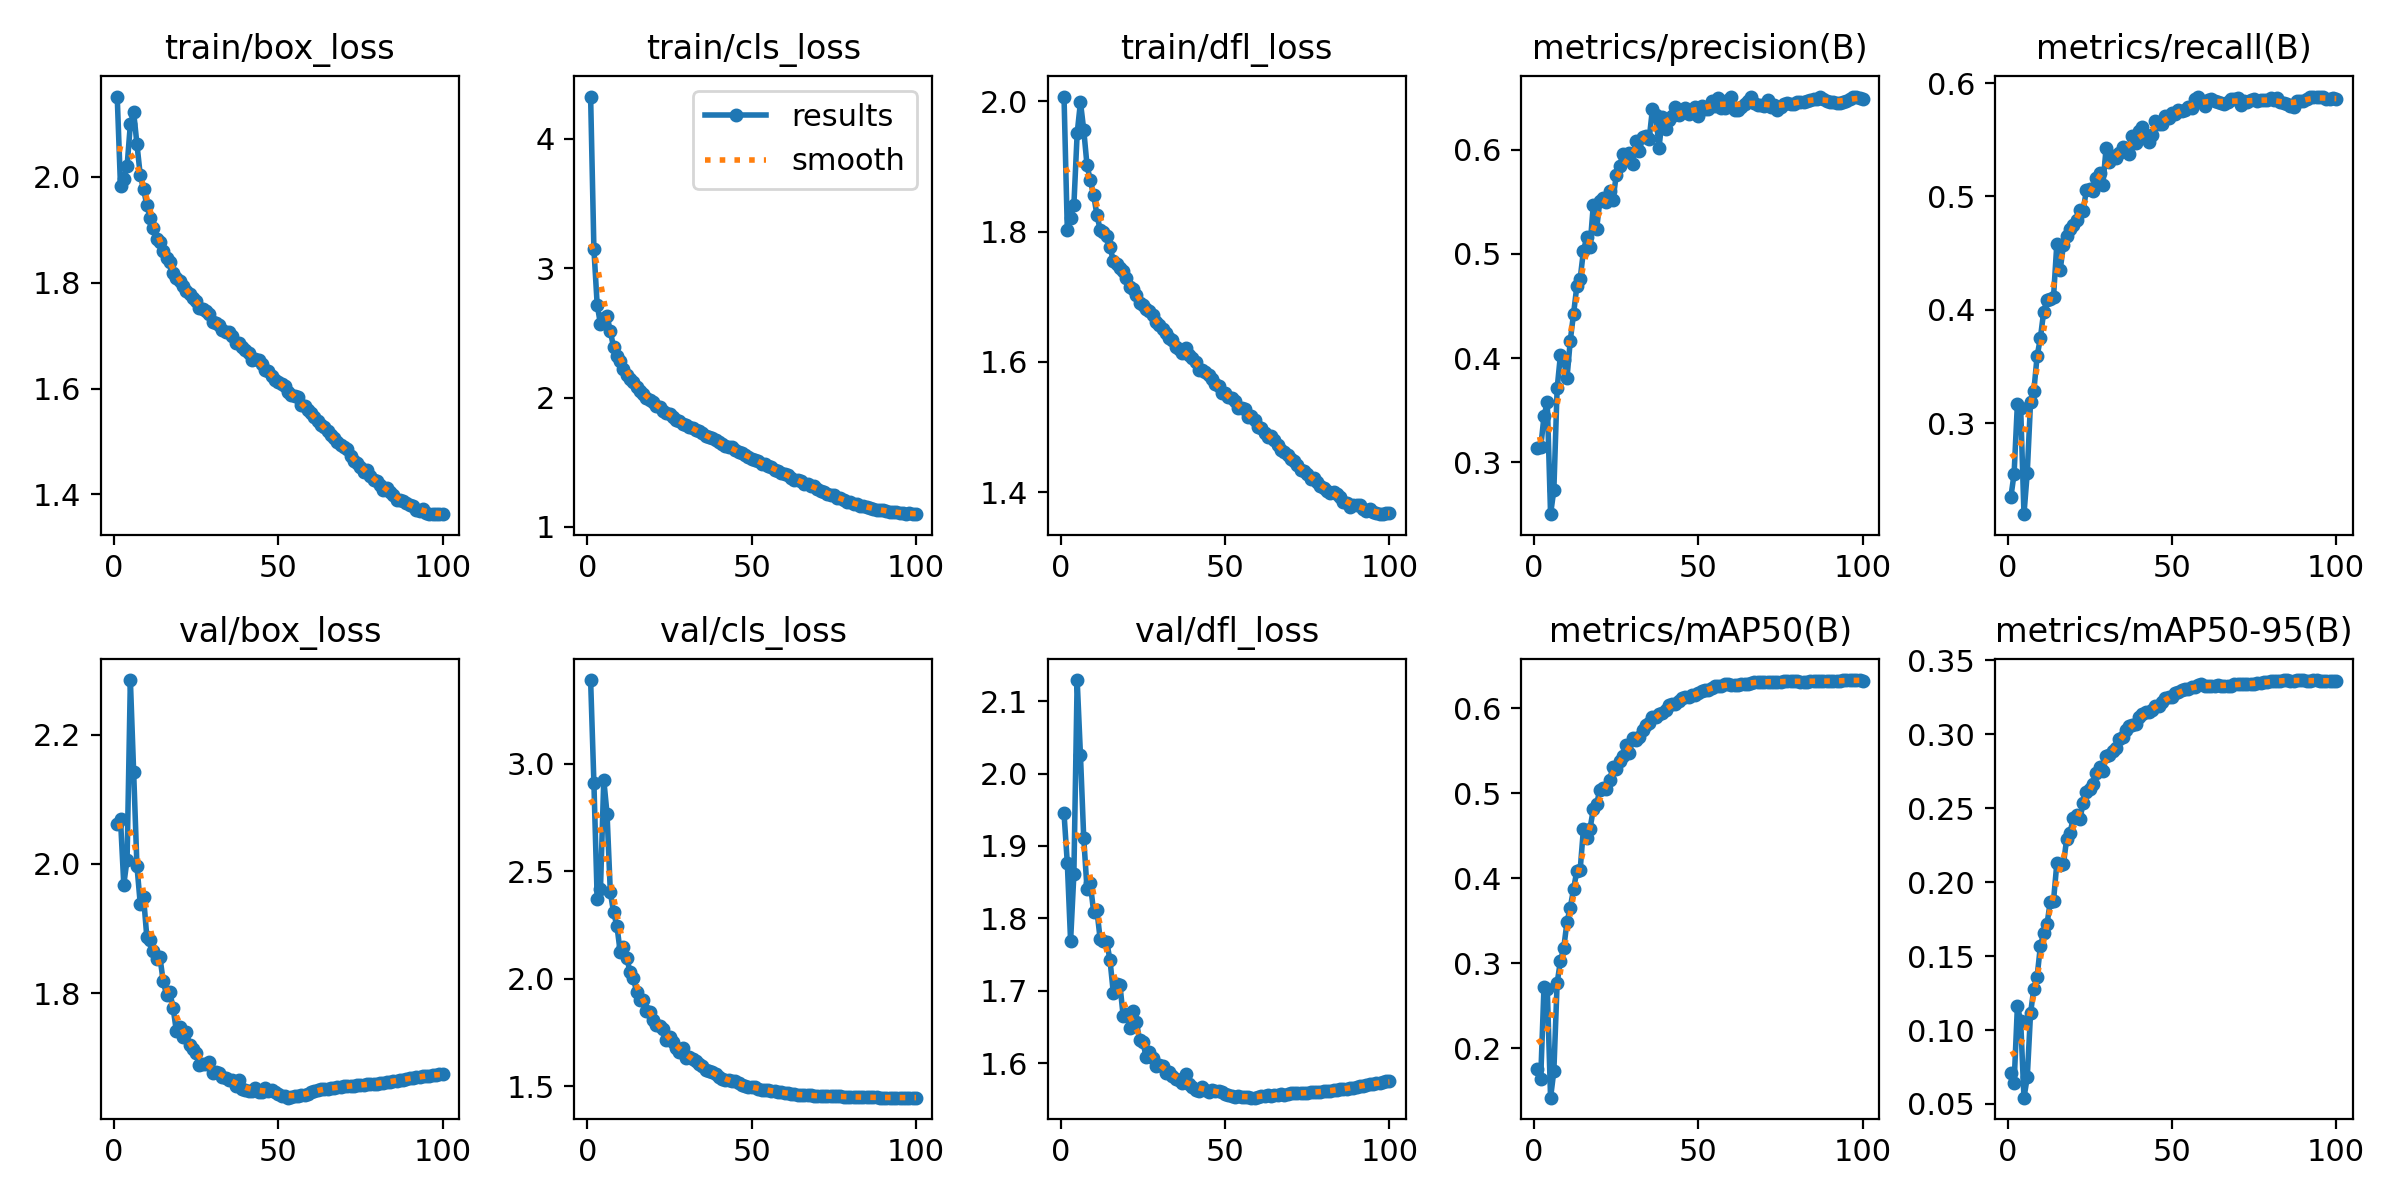 train/box_loss
2.0
1.8
1.6
1.4
0 50 100
train/cls_loss
results
smooth
4
3
2
1
0 50 100
train/dfl_loss
2.0
1.8
1.6
1.4
0 50 100
metrics/precision(B)
0.6
0.5
0.4
0.3
0 50 100
metrics/recall(B)
0.6
0.5
0.4
0.3
0 50 100
val/box_loss
2.2
2.0
1.8
0 50 100
val/cls_loss
3.0
2.5
2.0
1.5
0 50 100
val/dfl_loss
2.1
2.0
1.9
1.8
1.7
1.6
0 50 100
metrics/mAP50(B)
0.6
0.5
0.4
0.3
0.2
0 50 100
metrics/mAP50-95(B)
0.35
0.30
0.25
0.20
0.15
0.10
0.05
0 50 100